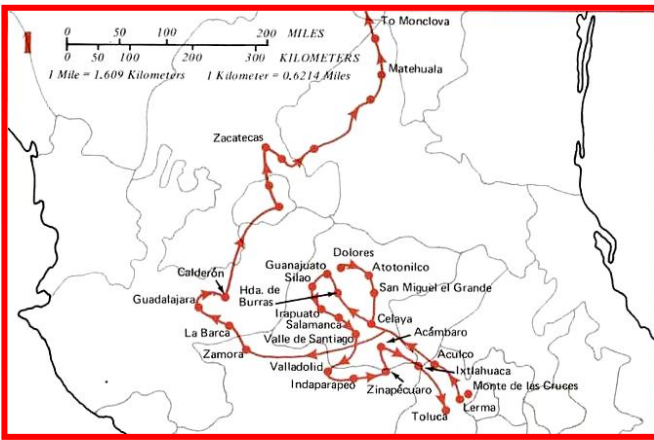 To Monclova
0 50 100 200 MILES
0 50 100 200 300 KILOMETERS
1 Mile = 1.609 Kilometers 1 Kilometer = 0.6214 Miles
Matehuala
Zacatecas
Dolores
Guanajuato
Atotonilco
Silao
Calderón
Hda. de
Burras
San Miguel el Grande
Guadalajara
Irapuato
Salamanca
Celaya
La Barca
Valle de Santiago
Acámbaro
Zamora
Aculco
Valladolid
Ixtlahuaca
Indaparapeo
Zinapécuaro
Monte de las Cruces
Lerma
Toluca